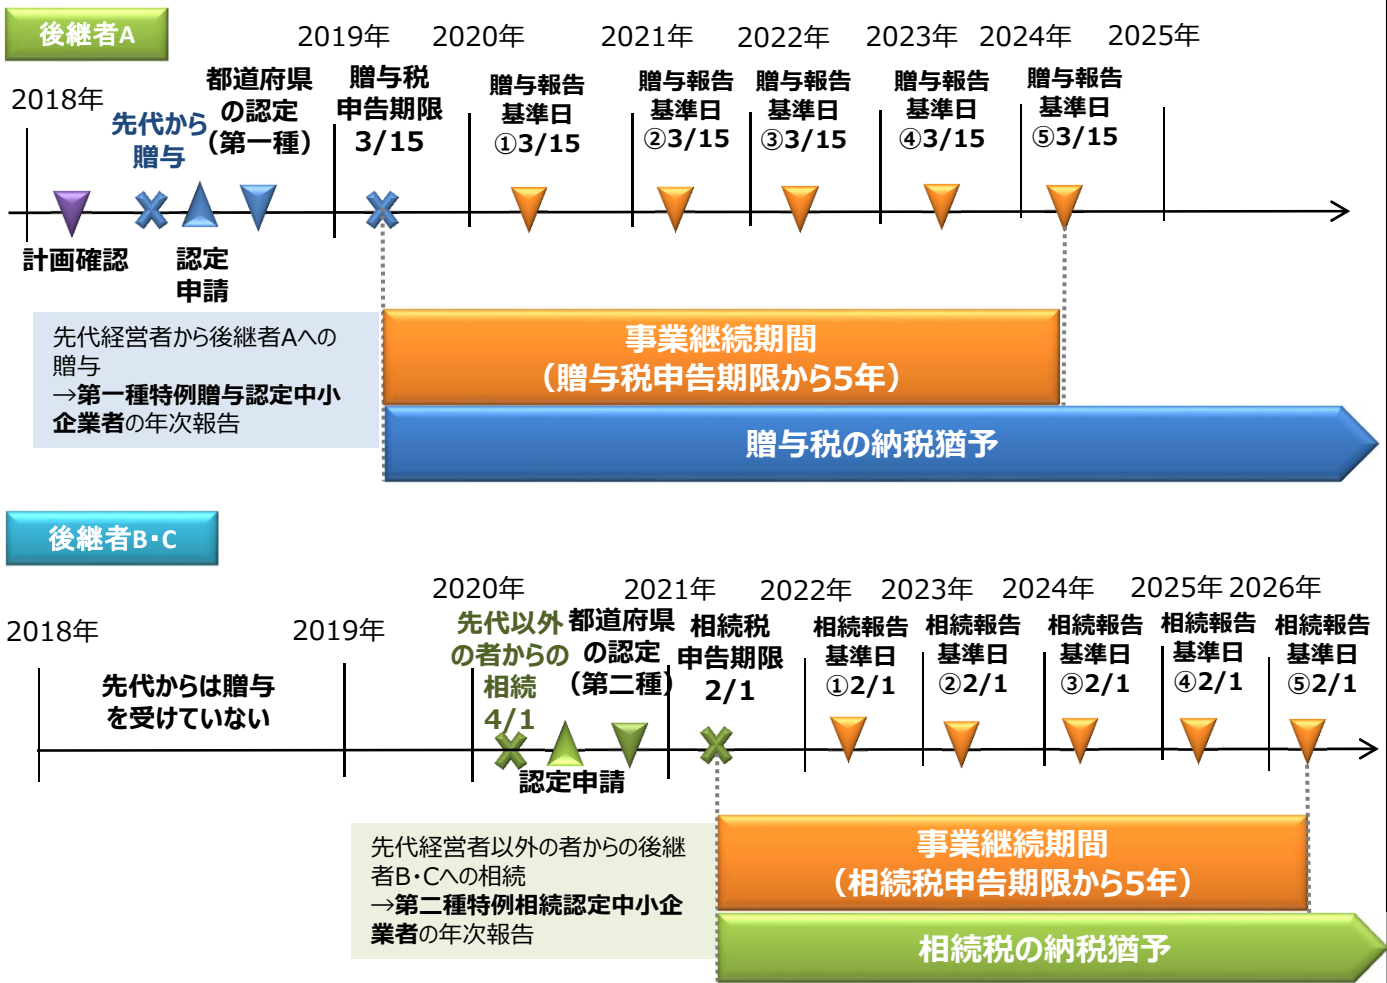 後継者A
2018年
2019年
2020年
2021年
2022年
2023年
2024年
2025年
先代から
贈与
都道府県
の認定
（第一種）
贈与税
申告期限
3/15
贈与報告
基準日
①3/15
贈与報告
基準日
②3/15
贈与報告
基準日
③3/15
贈与報告
基準日
④3/15
贈与報告
基準日
⑤3/15
計画確認
認定
申請
先代経営者から後継者Aへの
贈与
→第一種特例贈与認定中小
企業者の年次報告
事業継続期間
（贈与税申告期限から5年）
贈与税の納税猶予
後継者B・C
2018年
2019年
2020年
2021年
2022年
2023年
2024年
2025年
2026年
先代からは贈与
を受けていない
先代以外
の者からの
相続
4/1
都道府県
の認定
（第二種）
相続税
申告期限
2/1
相続報告
基準日
①2/1
相続報告
基準日
②2/1
相続報告
基準日
③2/1
相続報告
基準日
④2/1
相続報告
基準日
⑤2/1
認定申請
先代経営者以外の者からの後継
者B・Cへの相続
→第二種特例相続認定中小企
業者の年次報告
事業継続期間
（相続税申告期限から5年）
相続税の納税猶予